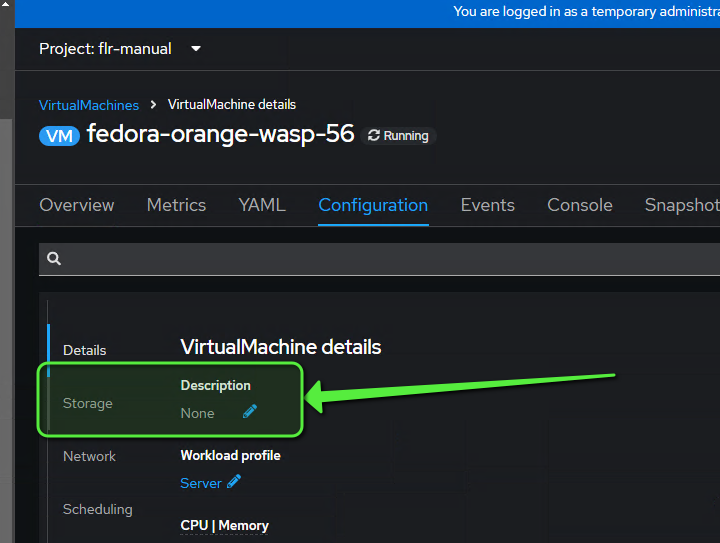 You are logged in as a temporary administra
Project: flr-manual
VirtualMachines > VirtualMachine details
VM fedora-orange-wasp-56 Running
Overview Metrics YAML Configuration Events Console Snapshot
Details
Storage
Network
Scheduling
VirtualMachine details
Description
None
Workload profile
Server
CPU | Memory